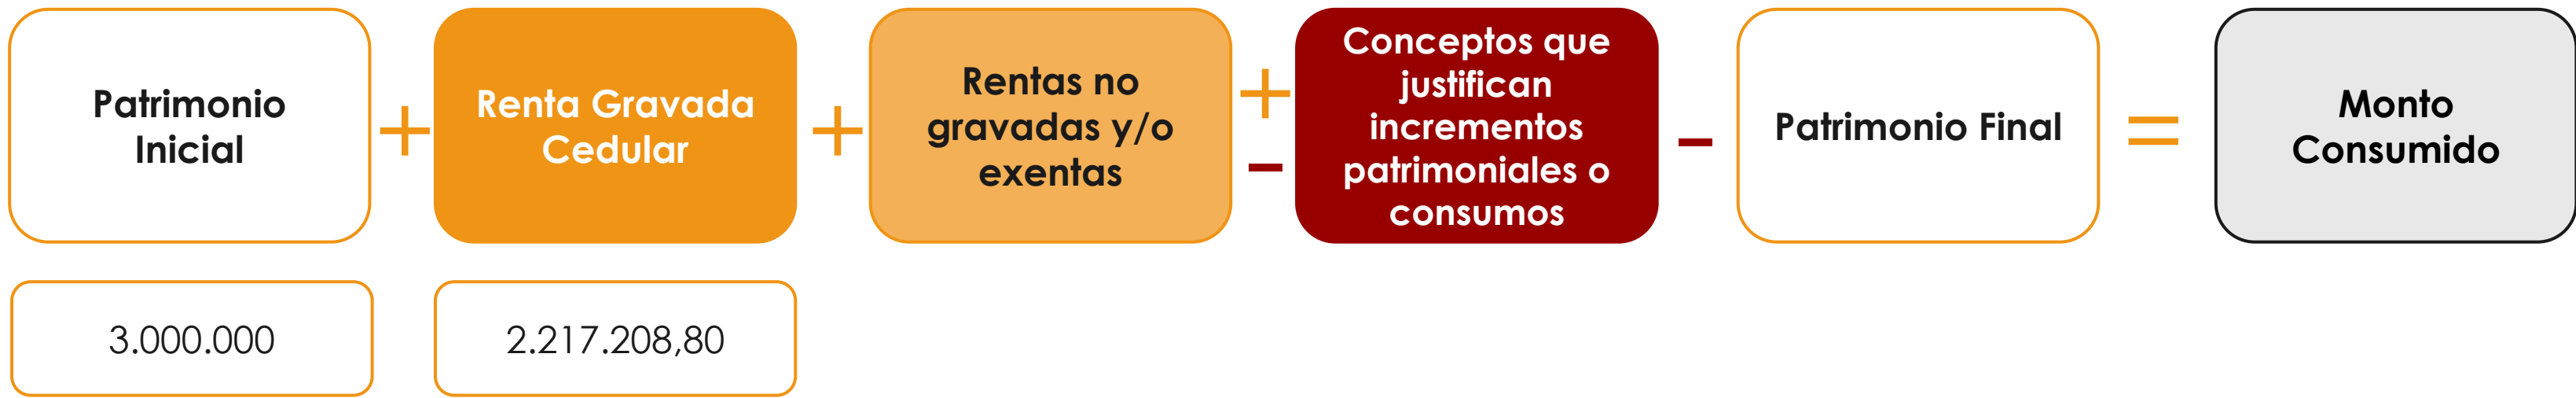 Patrimonio
Inicial
+
Renta Gravada
Cedular
+
Rentas no
gravadas y/o
exentas
+
-
Conceptos que
justifican
incrementos
patrimoniales o
consumos
-
Patrimonio Final
=
Monto
Consumido
3.000.000
2.217.208,80